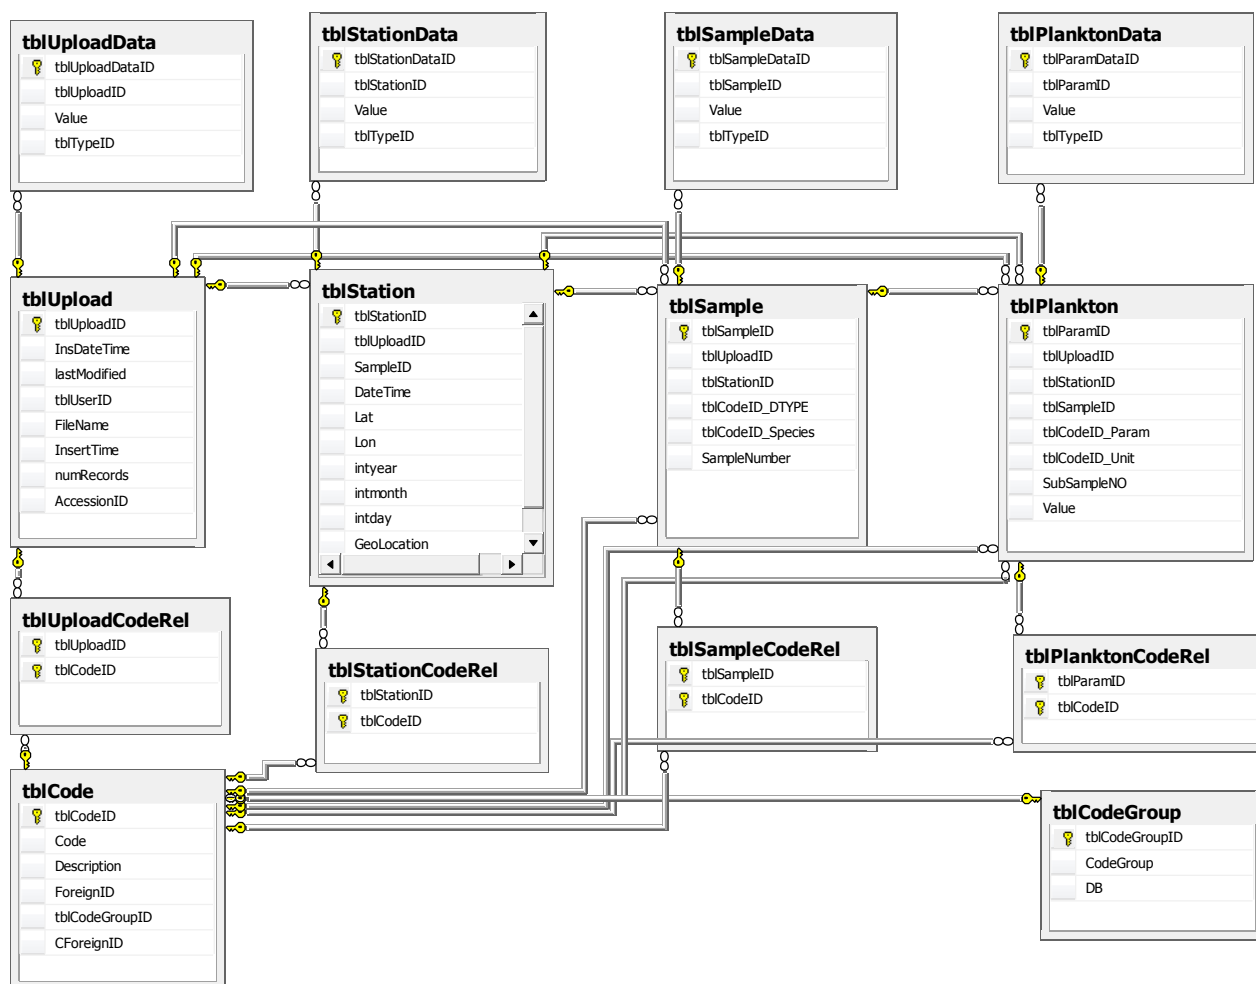 tblUploadData
tblUploadDataID
tblUploadID
Value
tblTypeID
tblStationData
tblStationDataID
tblStationID
Value
tblTypeID
tblSampleData
tblSampleDataID
tblSampleID
Value
tblTypeID
tblPlanktonData
tblParamDataID
tblParamID
Value
tblTypeID
tblUpload
tblUploadID
InsDateTime
lastModified
tblUserID
FileName
InsertTime
numRecords
AccessionID
tblStation
tblStationID
tblUploadID
SampleID
DateTime
Lat
Lon
intyear
intmonth
intday
GeoLocation
tblSample
tblSampleID
tblUploadID
tblStationID
tblCodeID_DTYPE
tblCodeID_Species
SampleNumber
tblPlankton
tblParamID
tblUploadID
tblStationID
tblSampleID
tblCodeID_Param
tblCodeID_Unit
SubSampleNO
Value
tblUploadCodeRel
tblUploadID
tblCodeID
tblStationCodeRel
tblStationID
tblCodeID
tblSampleCodeRel
tblSampleID
tblCodeID
tblPlanktonCodeRel
tblParamID
tblCodeID
tblCode
tblCodeID
Code
Description
ForeignID
tblCodeGroupID
CForeignID
tblCodeGroup
tblCodeGroupID
CodeGroup
DB